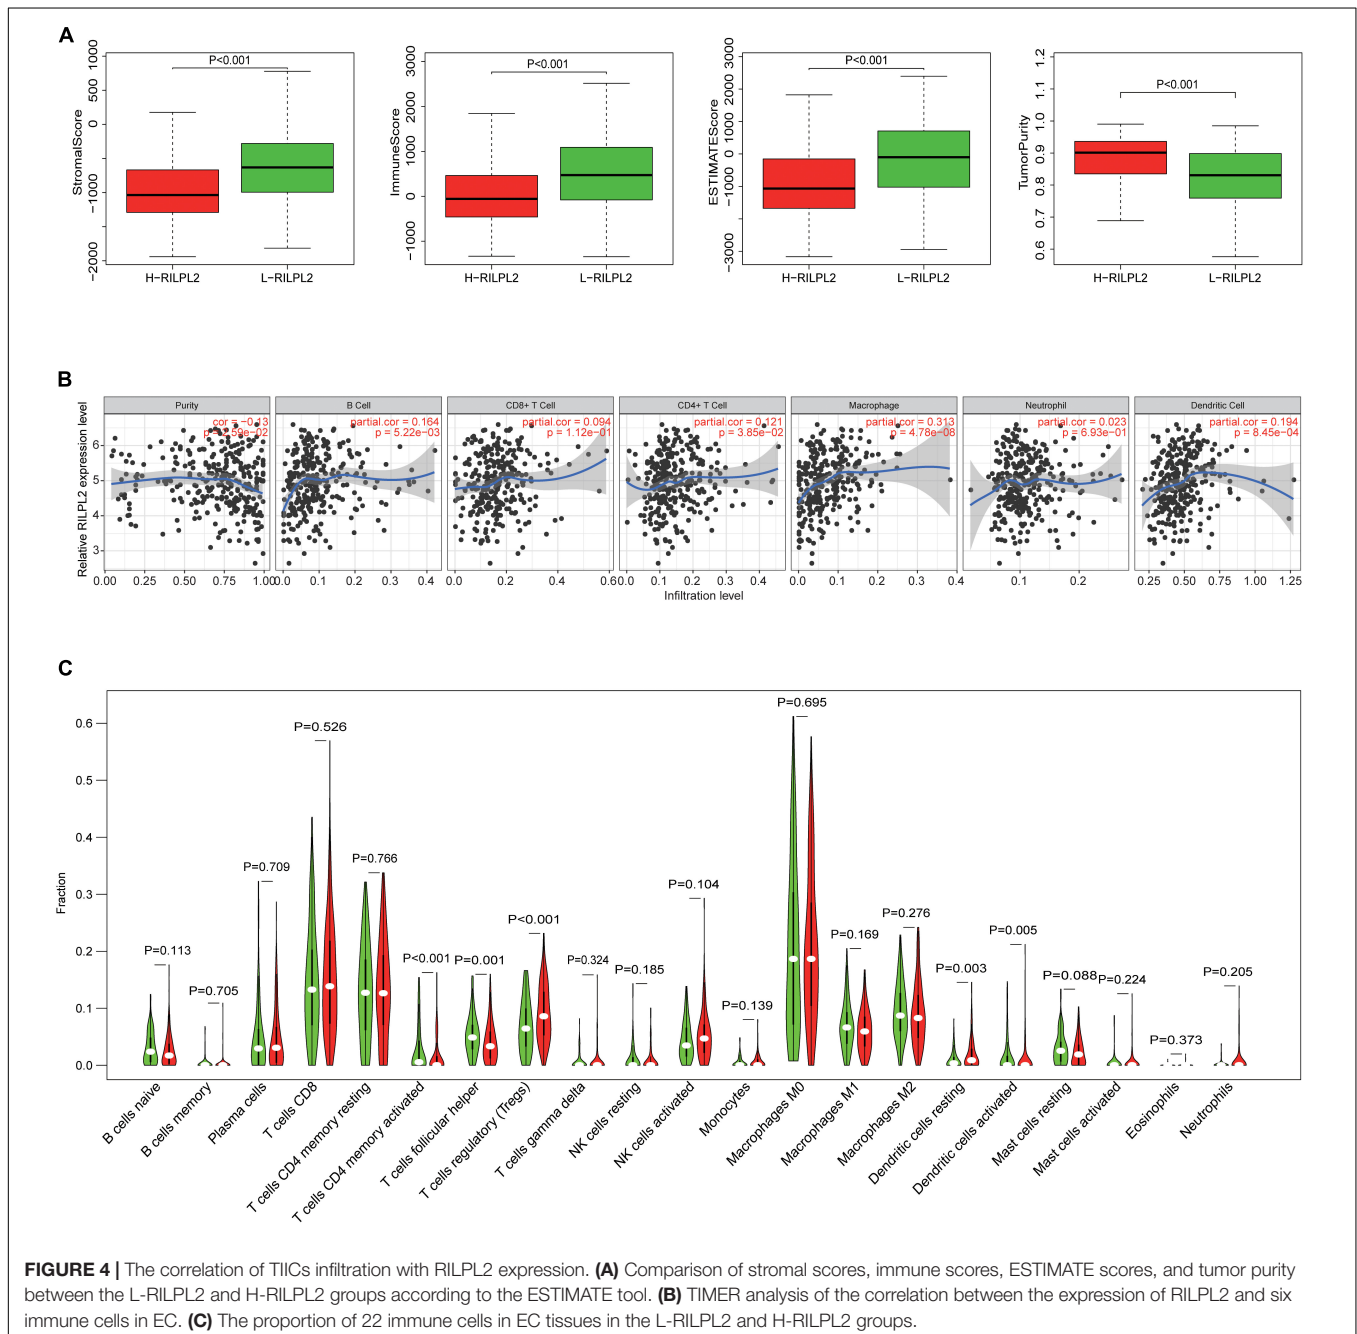 A
P<0.001
P<0.001
P<0.001
P<0.001
StromalScore
1000
500
0
−1000
−2000
H−RILPL2
L−RILPL2
ImmuneScore
3000
2000
1000
0
−1000
H−RILPL2
L−RILPL2
ESTIMATEScore
3000
2000
1000
0
−1000
−3000
H−RILPL2
L−RILPL2
TumorPurity
1.2
1.1
1.0
0.9
0.8
0.7
0.6
H−RILPL2
L−RILPL2
B
Relative RILPL2 expression level
6
5
4
3
Purity
cor = −0.13
B Cell
partial.cor = 0.164
p = 5.22e−03
CD8+ T Cell
partial.cor = 0.094
p = 1.12e−01
CD4+ T Cell
partial.cor = 0.121
p = 3.85e−02
Macrophage
partial.cor = 0.313
p = 4.78e−08
Neutrophil
partial.cor = 0.023
p = 6.93e−01
Dendritic Cell
partial.cor = 0.194
p = 8.45e−04
0.00 0.25 0.50 0.75 1.00
0.0 0.1 0.2 0.3 0.4
0.0 0.2 0.4 0.6
0.0 0.1 0.2 0.3 0.4
0.0 0.1 0.2 0.3 0.4
0.1 0.2
0.25 0.50 0.75 1.00 1.25
Infiltration level
C
Fraction
0.6
0.5
0.4
0.3
0.2
0.1
0.0
P=0.113
P=0.705
P=0.709
P=0.526
P=0.766
P<0.001
P=0.001
P<0.001
P=0.324
P=0.185
P=0.104
P=0.139
P=0.695
P=0.169
P=0.276
P=0.003
P=0.005
P=0.088
P=0.224
P=0.373
P=0.205
B cells naive
B cells memory
Plasma cells
T cells CD8
T cells CD4 memory resting
T cells CD4 memory activated
T cells follicular helper
T cells regulatory (Tregs)
T cells gamma delta
NK cells resting
NK cells activated
Monocytes
Macrophages M0
Macrophages M1
Macrophages M2
Dendritic cells resting
Dendritic cells activated
Mast cells resting
Mast cells activated
Eosinophils
Neutrophils
FIGURE 4 | The correlation of TIICs infiltration with RILPL2 expression. (A) Comparison of stromal scores, immune scores, ESTIMATE scores, and tumor purity
between the L-RILPL2 and H-RILPL2 groups according to the ESTIMATE tool. (B) TIMER analysis of the correlation between the expression of RILPL2 and six
immune cells in EC. (C) The proportion of 22 immune cells in EC tissues in the L-RILPL2 and H-RILPL2 groups.